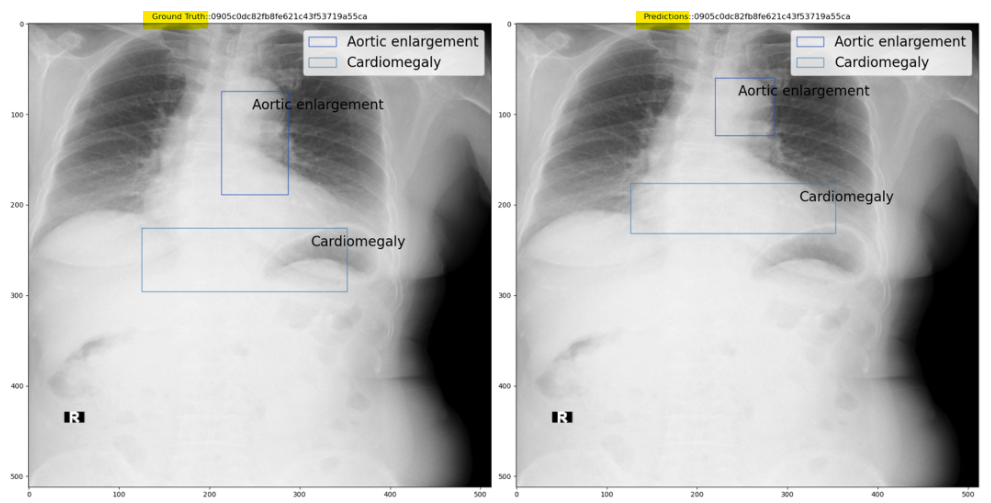 Ground Truth::0905c0dc82fb8fe621c43f53719a55ca
Aortic enlargement
Cardiomegaly
Aortic enlargement
Cardiomegaly
R
0
100
200
300
400
500
0 100 200 300 400 500
Predictions::0905c0dc82fb8fe621c43f53719a55ca
Aortic enlargement
Cardiomegaly
Aortic enlargement
Cardiomegaly
R
0
100
200
300
400
500
0 100 200 300 400 500